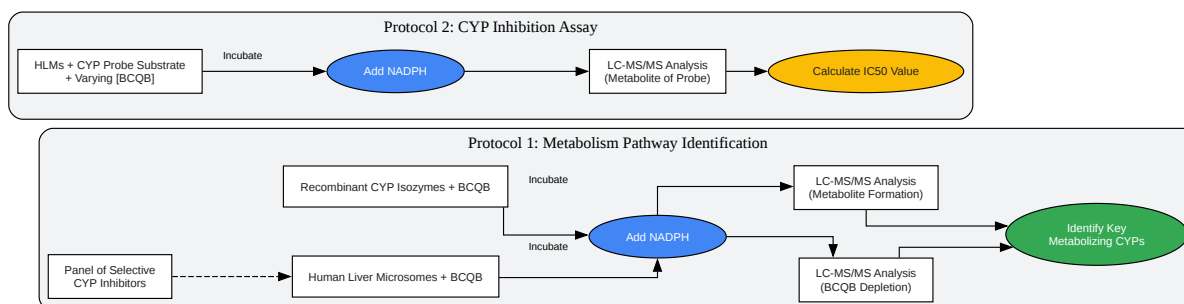 Protocol 2: CYP Inhibition Assay
HLMs + CYP Probe Substrate
+ Varying [BCQB]
Incubate
Add NADPH
LC-MS/MS Analysis
(Metabolite of Probe)
Calculate IC50 Value
Protocol 1: Metabolism Pathway Identification
Recombinant CYP Isozymes + BCQB
Incubate
Panel of Selective
CYP Inhibitors
Human Liver Microsomes + BCQB
Incubate
Add NADPH
LC-MS/MS Analysis
(Metabolite Formation)
LC-MS/MS Analysis
(BCQB Depletion)
Identify Key
Metabolizing CYPs